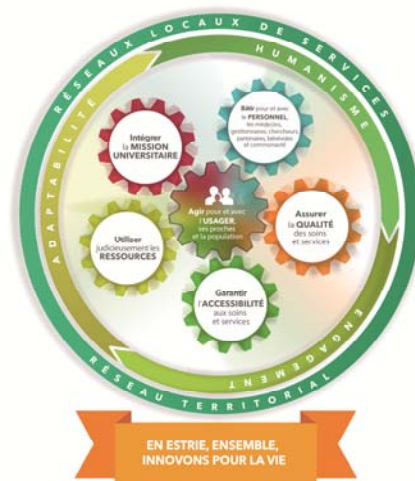 RÉSEAUX LOCAUX DE SERVICES
HUMANISME
ADAPTABILITÉ
Intégrer
la MISSION
UNIVERSITAIRE
Bâtir pour et avec
le PERSONNEL,
les médecins,
gestionnaires, chercheurs,
partenaires, bénévoles
et communauté
Agir pour et avec
l'USAGER,
ses proches
et la population
Assurer
la QUALITÉ
des soins
et services
Utiliser
judicieusement les
RESSOURCES
Garantir
l'ACCESSIBILITÉ
aux soins
et services
ENGAGEMENT
RÉSEAU TERRITORIAL
EN ESTRIE, ENSEMBLE,
INNOVONS POUR LA VIE